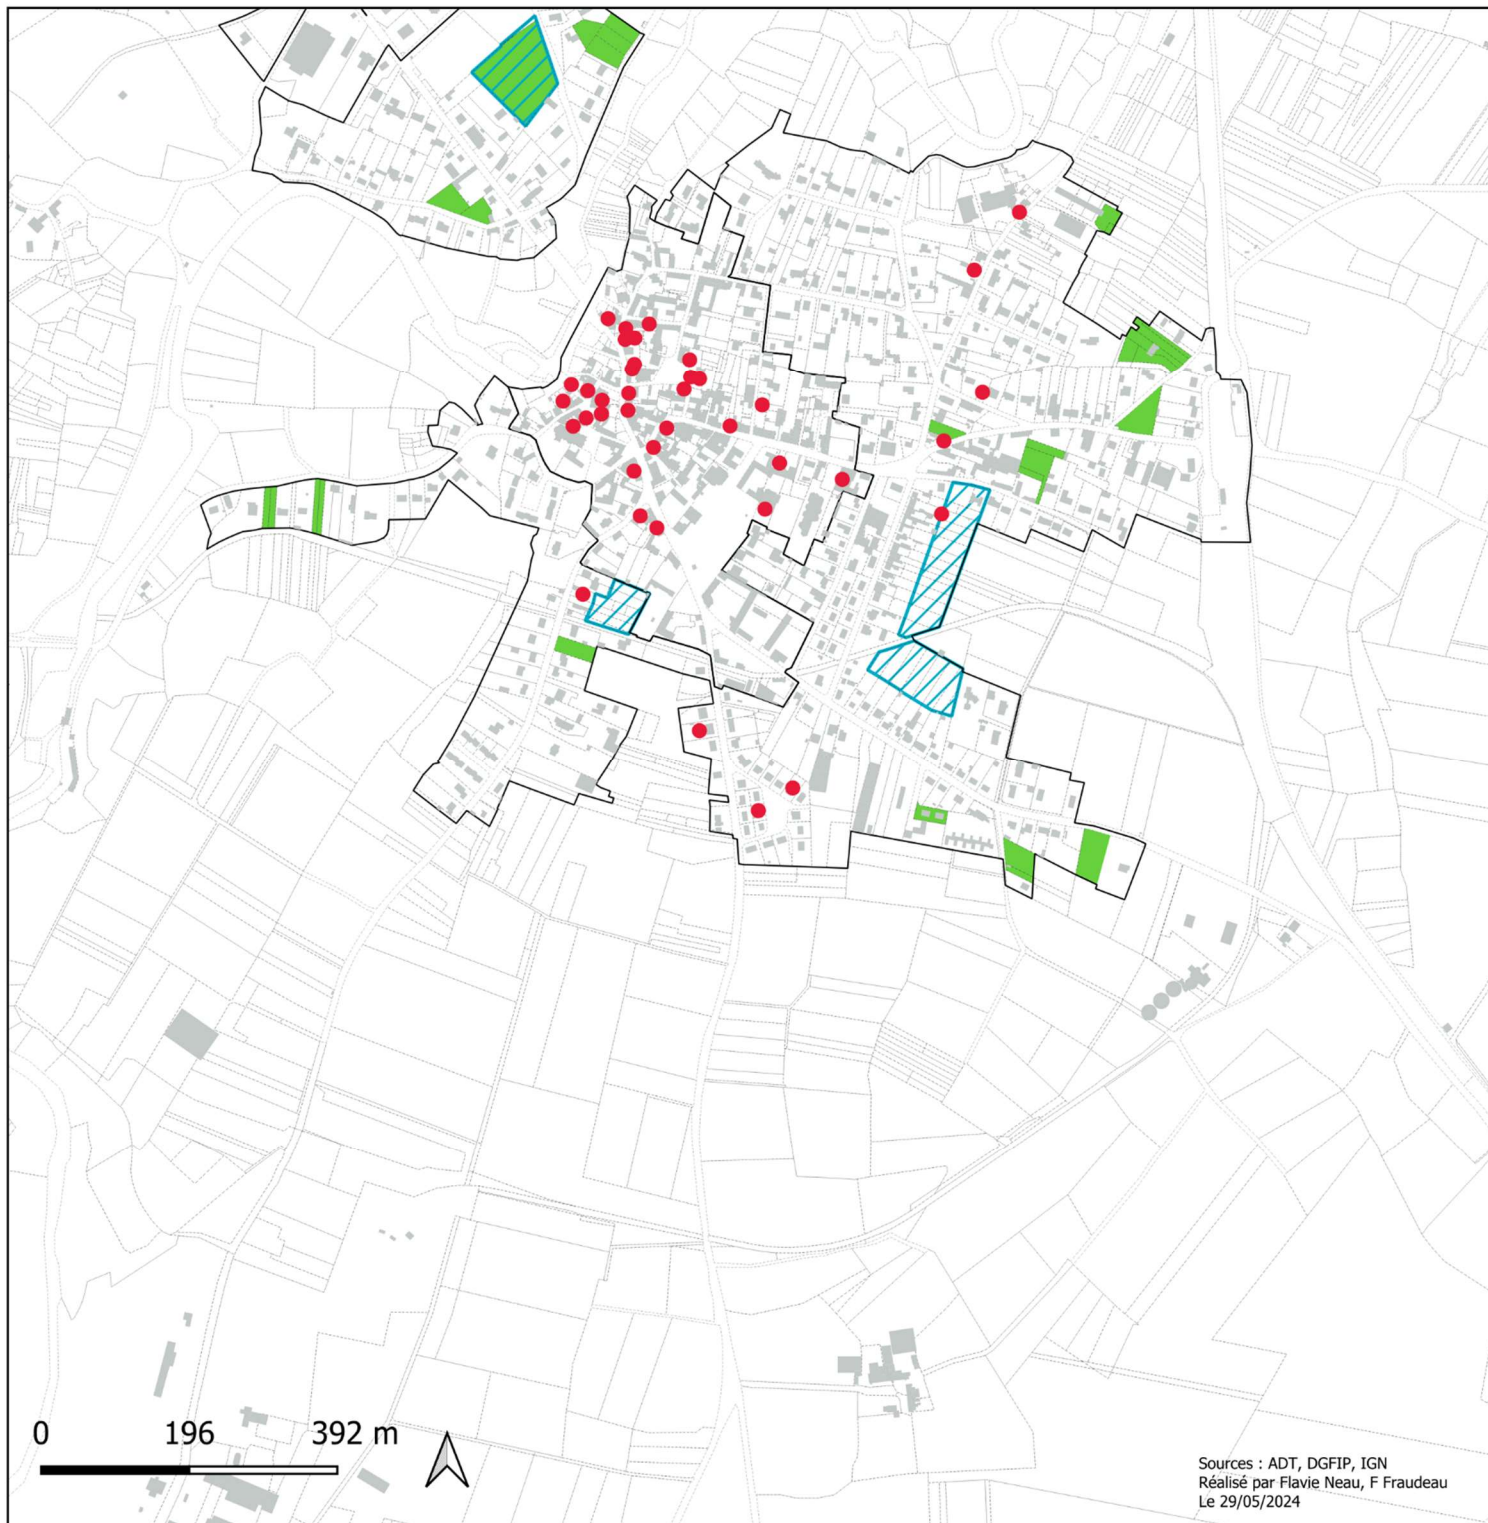 0 196 392 m
Sources : ADT, DGFIP, IGN
Réalisé par Flavie Neau, F Fraudeau
Le 29/05/2024